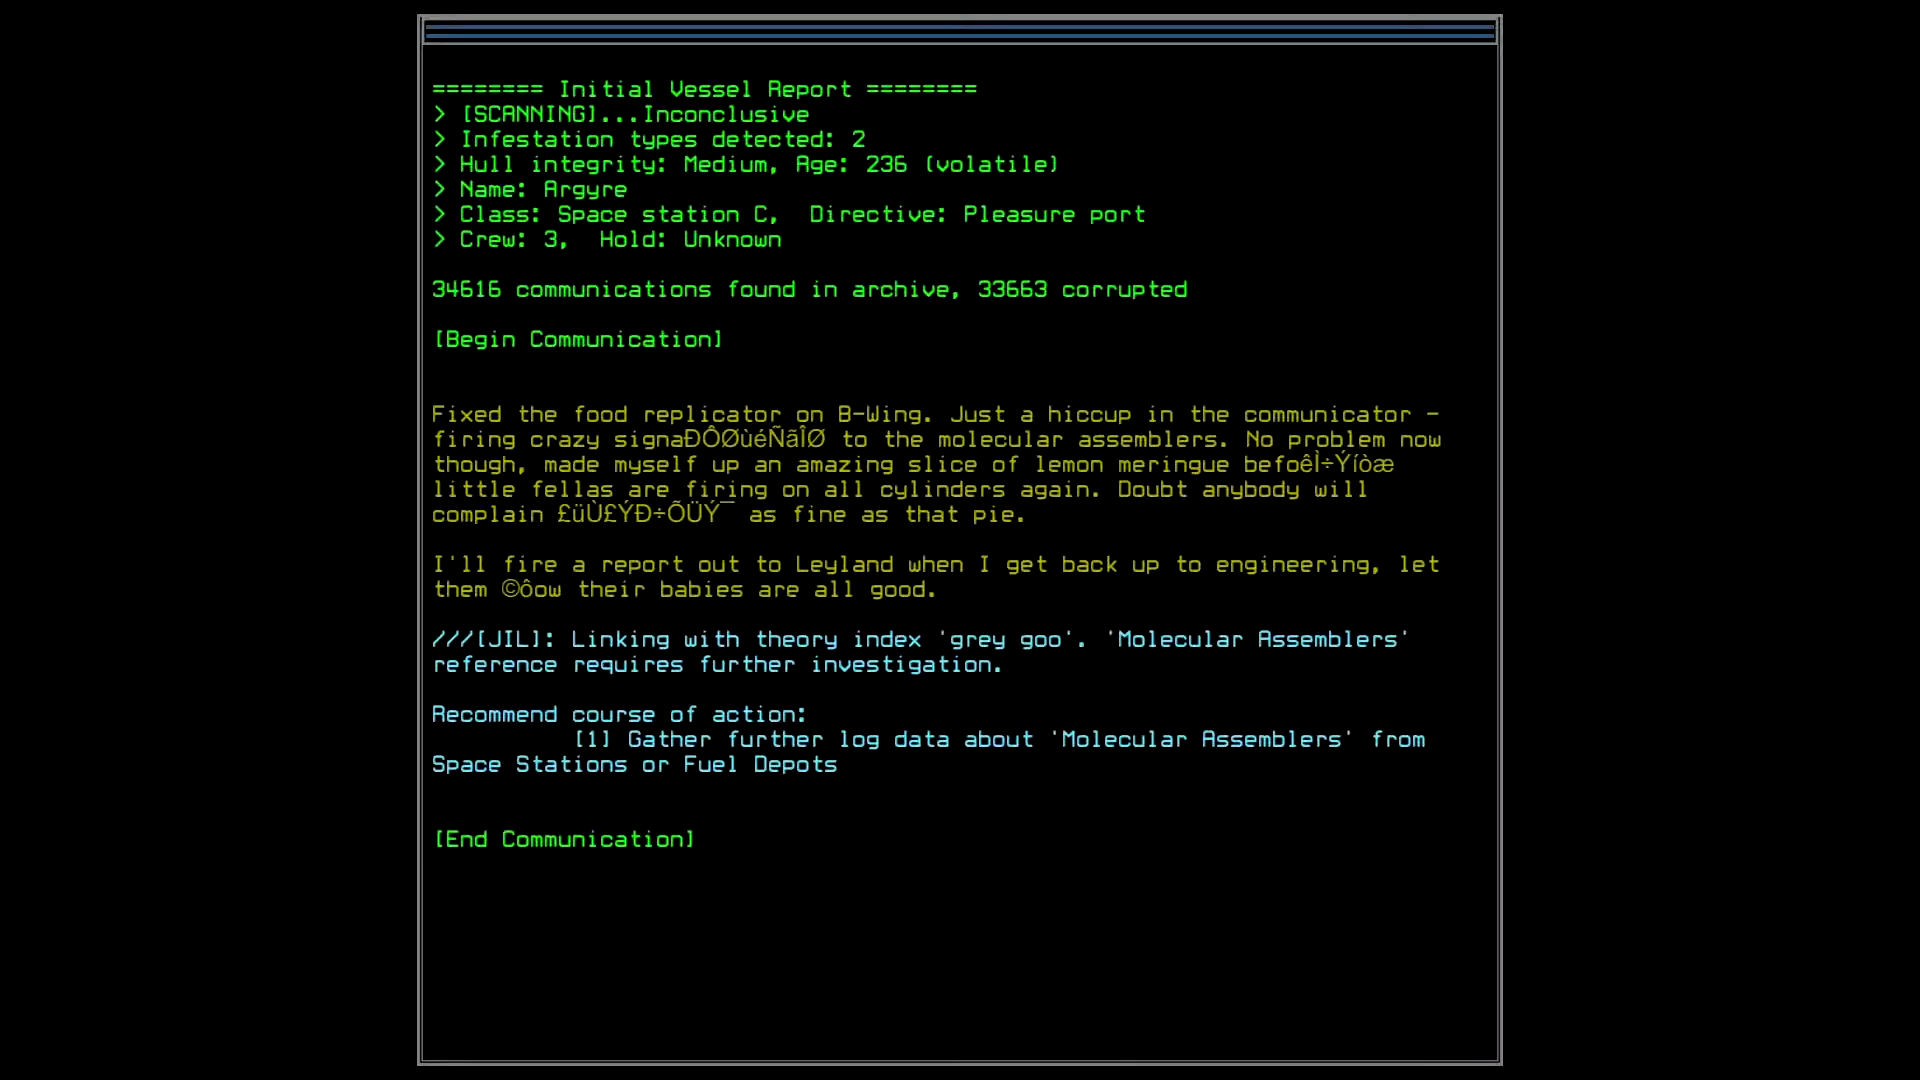 ======== Initial Vessel Report ========
> [SCANNING]...Inconclusive
> Infestation types detected: 2
> Hull integrity: Medium, Age: 236 (volatile)
> Name: Argyre
> Class: Space station C,  Directive: Pleasure port
> Crew: 3,  Hold: Unknown
34616 communications found in archive, 33663 corrupted
[Begin Communication]
Fixed the food replicator on B-Wing. Just a hiccup in the communicator -
firing crazy signaÐÔØùéÑãÎØ to the molecular assemblers. No problem now
though, made myself up an amazing slice of lemon meringue befoêÌ÷Ýíòæ
little fellas are firing on all cylinders again. Doubt anybody will
complain £üÙ£ÝÐ÷ÕÜÝ¯ as fine as that pie.
I'll fire a report out to Leyland when I get back up to engineering, let
them ©ôow their babies are all good.
///[JIL]: Linking with theory index 'grey goo'. 'Molecular Assemblers'
reference requires further investigation.
Recommend course of action:
[1] Gather further log data about 'Molecular Assemblers' from
Space Stations or Fuel Depots
[End Communication]